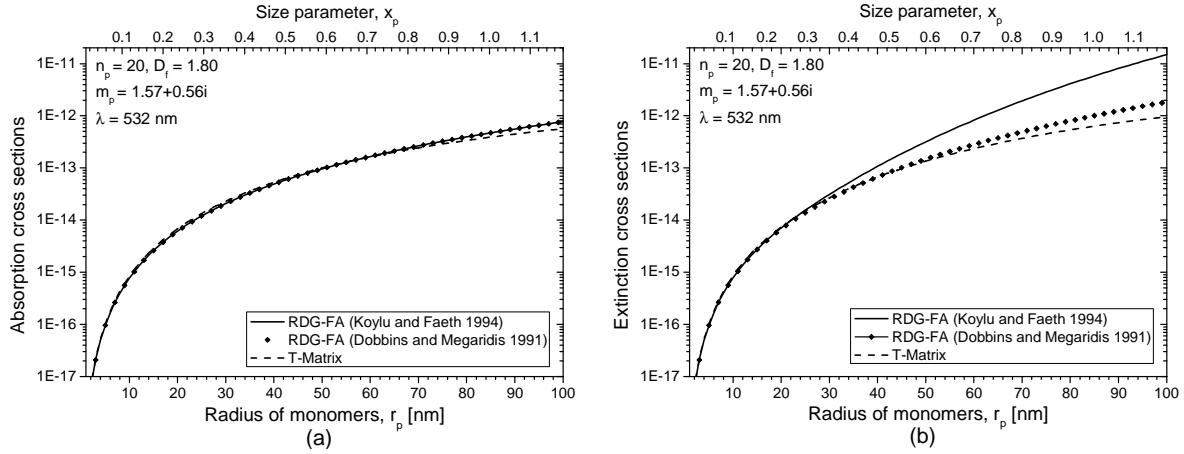 Size parameter, x_p
0.1 0.2 0.3 0.4 0.5 0.6 0.7 0.8 0.9 1.0 1.1
n_p = 20, D_f = 1.80
m_p = 1.57+0.56i
λ = 532 nm
Absorption cross sections
1E-11
1E-12
1E-13
1E-14
1E-15
1E-16
1E-17
RDG-FA (Koylu and Faeth 1994)
RDG-FA (Dobbins and Megaridis 1991)
T-Matrix
10 20 30 40 50 60 70 80 90 100
Radius of monomers, r_p [nm]
(a)
Size parameter, x_p
0.1 0.2 0.3 0.4 0.5 0.6 0.7 0.8 0.9 1.0 1.1
n_p = 20, D_f = 1.80
m_p = 1.57+0.56i
λ = 532 nm
Extinction cross sections
1E-11
1E-12
1E-13
1E-14
1E-15
1E-16
1E-17
RDG-FA (Koylu and Faeth 1994)
RDG-FA (Dobbins and Megaridis 1991)
T-Matrix
10 20 30 40 50 60 70 80 90 100
Radius of monomers, r_p [nm]
(b)